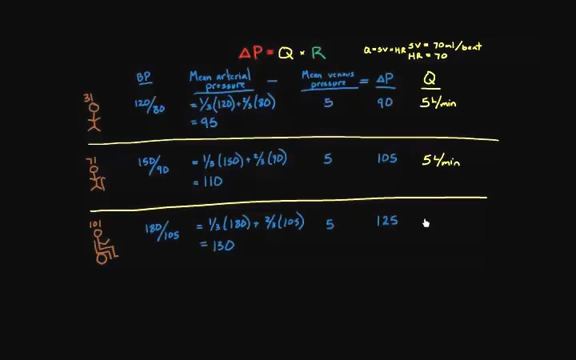 ΔP = Q × R
Q=SV×HR SV = 70ml/beat
HR = 70
BP Mean arterial pressure − Mean venous pressure = ΔP Q
31 120/80 = 1/3(120)+2/3(80) 5 90 5 L/min
= 95
71 150/90 = 1/3(150)+2/3(90) 5 105 5 L/min
= 110
101 180/105 = 1/3(180)+2/3(105) 5 125
= 130